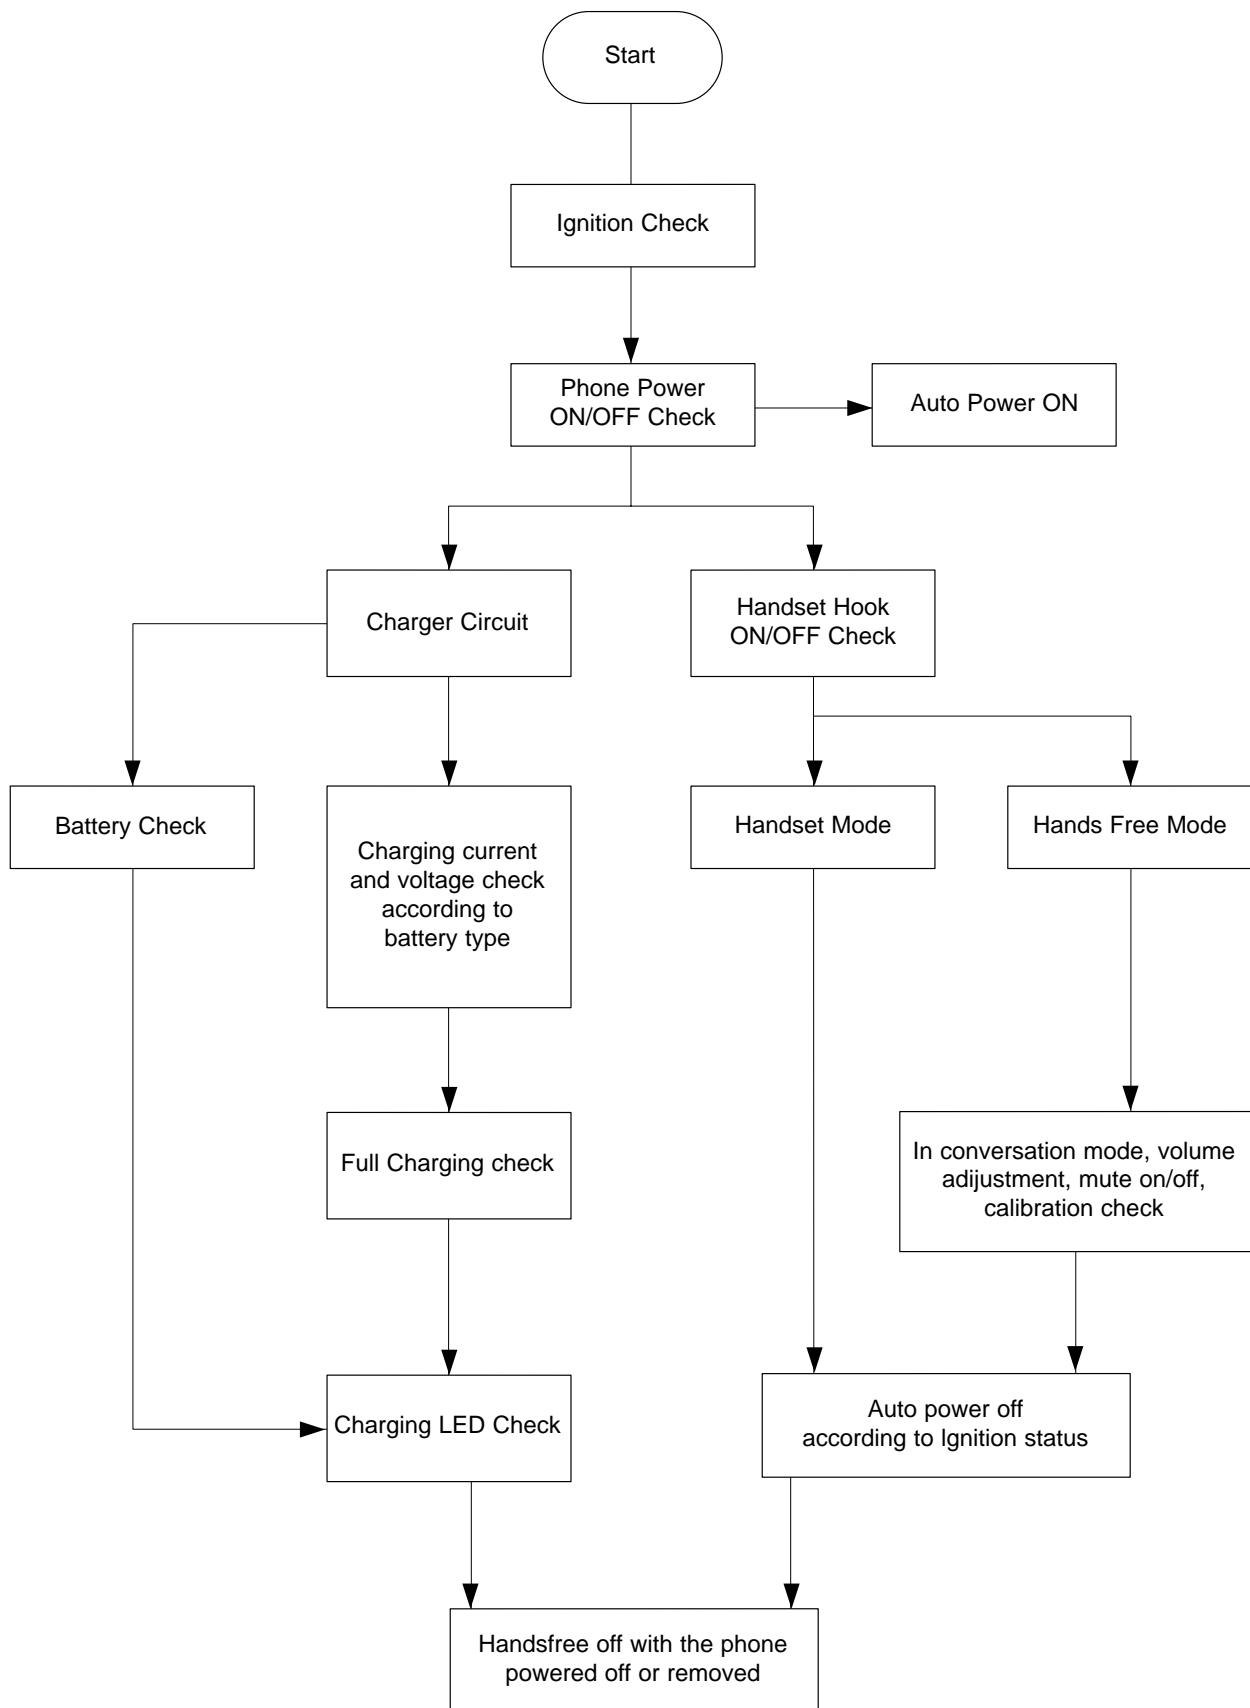 Start
Ignition Check
Phone Power
ON/OFF Check
Auto Power ON
Charger Circuit
Handset Hook
ON/OFF Check
Battery Check
Charging current
and voltage check
according to
battery type
Handset Mode
Hands Free Mode
Full Charging check
In conversation mode, volume
adijustment, mute on/off,
calibration check
Charging LED Check
Auto power off
according to Ignition status
Handsfree off with the phone
powered off or removed